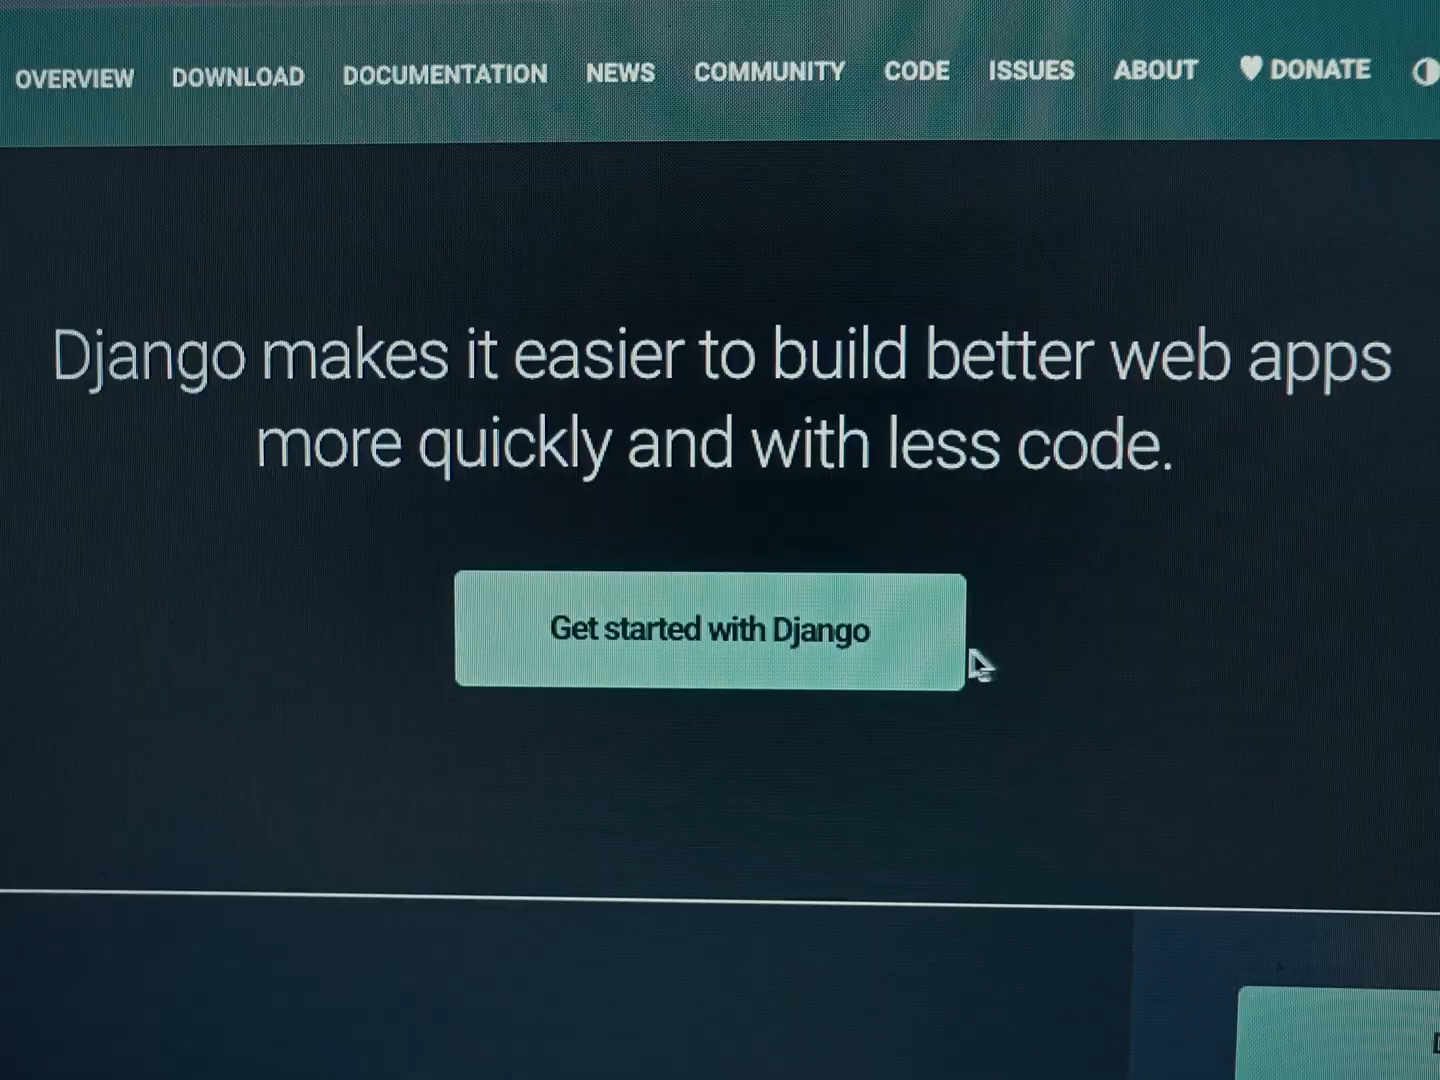 OVERVIEW DOWNLOAD DOCUMENTATION NEWS COMMUNITY CODE ISSUES ABOUT DONATE
Django makes it easier to build better web apps
more quickly and with less code.
Get started with Django